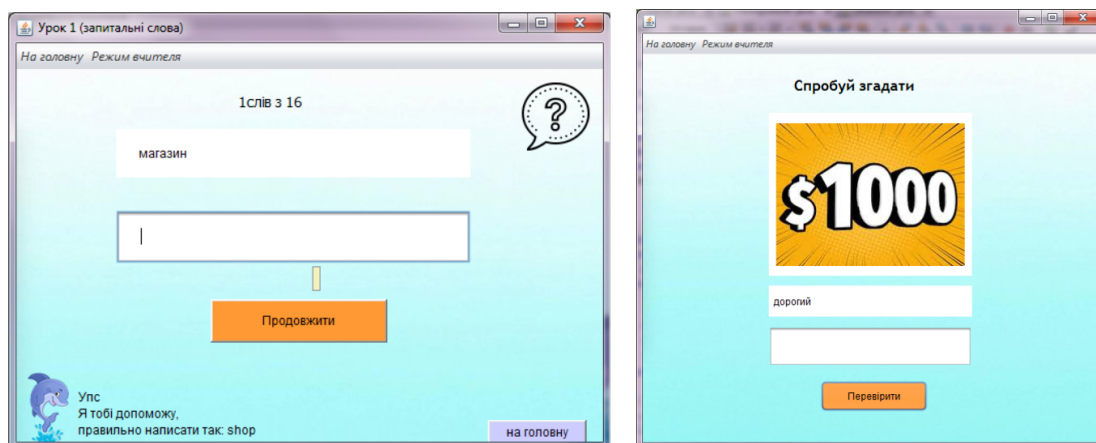 Урок 1 (запитальні слова)
На головну Режим вчителя
1слів з 16
?
магазин
Продовжити
Упс
Я тобі допоможу,
правильно написати так: shop
на головну
На головну Режим вчителя
Спробуй згадати
$1000
дорогий
Перевірити